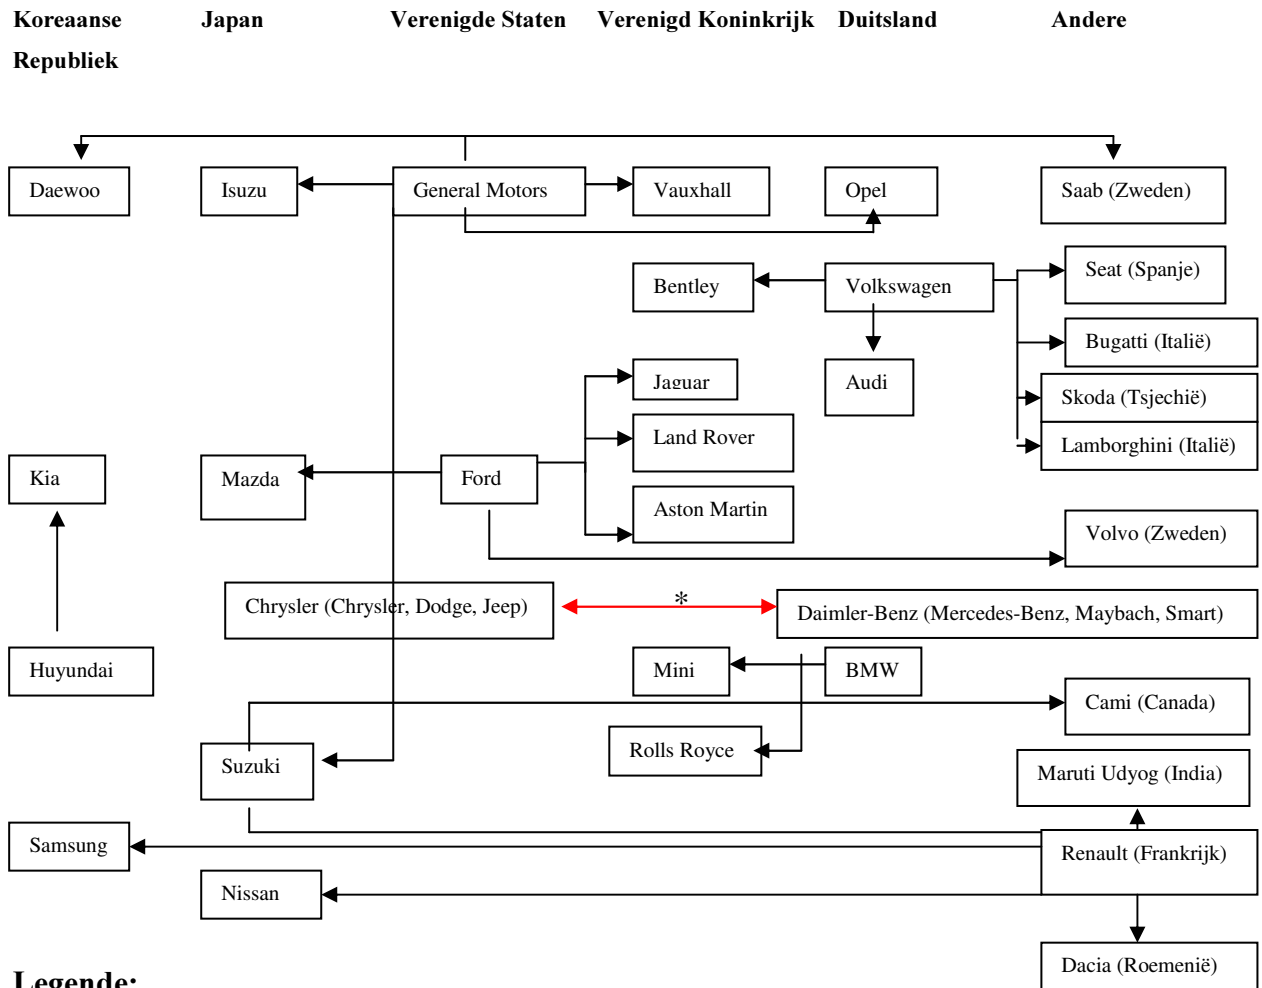 Koreaanse Republiek
Japan
Verenigde Staten
Verenigd Koninkrijk
Duitsland
Andere
Daewoo
Isuzu
General Motors
Vauxhall
Opel
Saab (Zweden)
Bentley
Volkswagen
Seat (Spanje)
Bugatti (Italië)
Jaguar
Audi
Skoda (Tsjechië)
Land Rover
Lamborghini (Italië)
Kia
Mazda
Ford
Aston Martin
Volvo (Zweden)
Chrysler (Chrysler, Dodge, Jeep)
*
Daimler-Benz (Mercedes-Benz, Maybach, Smart)
Huyundai
Mini
BMW
Cami (Canada)
Rolls Royce
Suzuki
Maruti Udyog (India)
Samsung
Renault (Frankrijk)
Nissan
Dacia (Roemenië)
Legende: